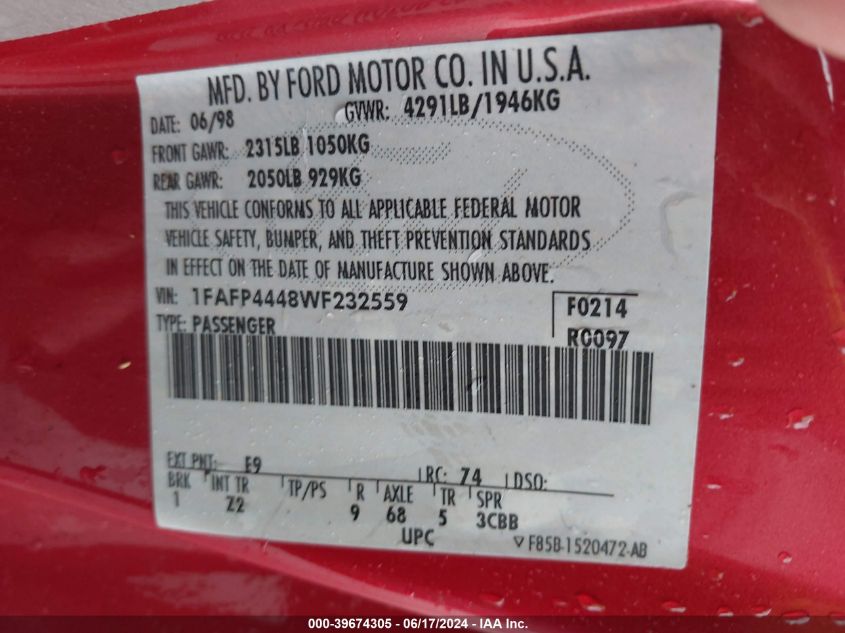 MFD. BY FORD MOTOR CO. IN U.S.A.
DATE: 06/98 GVWR: 4291LB/1946KG
FRONT GAWR: 2315LB 1050KG
REAR GAWR: 2050LB 929KG
THIS VEHICLE CONFORMS TO ALL APPLICABLE FEDERAL MOTOR
VEHICLE SAFETY, BUMPER, AND THEFT PREVENTION STANDARDS
IN EFFECT ON THE DATE OF MANUFACTURE SHOWN ABOVE.
VIN: 1FAFP4448WF232559 F0214
TYPE: PASSENGER RC097
EXT PNT: E9 RC: 74 DSO:
BRK INT TR TP/PS R AXLE TR SPR
1 Z2 9 68 5 3CBB
UPC F85B-1520472-AB
000-39674305 - 06/17/2024 - IAAI.com